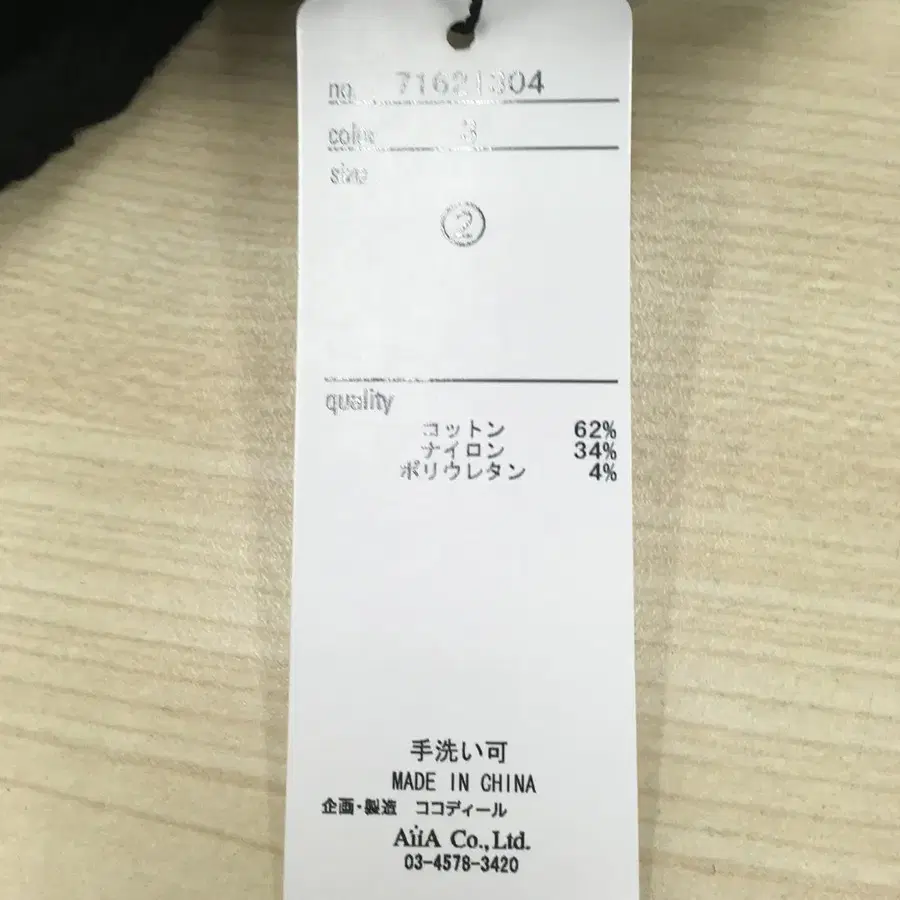 no. 71621304
color 3
size
②
quality
コットン 62%
ナイロン 34%
ポリウレタン 4%
手洗い可
MADE IN CHINA
企画・製造 ココディール
AiiA Co.,Ltd.
03-4578-3420